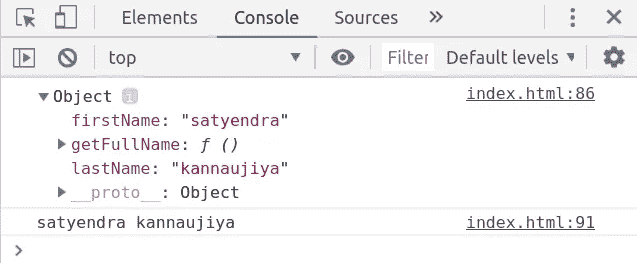 Elements Console Sources »
top Filter Default levels
Object i index.html:86
firstName: "satyendra"
getFullName: ƒ ()
lastName: "kannaujiya"
__proto__: Object
satyendra kannaujiya index.html:91
>